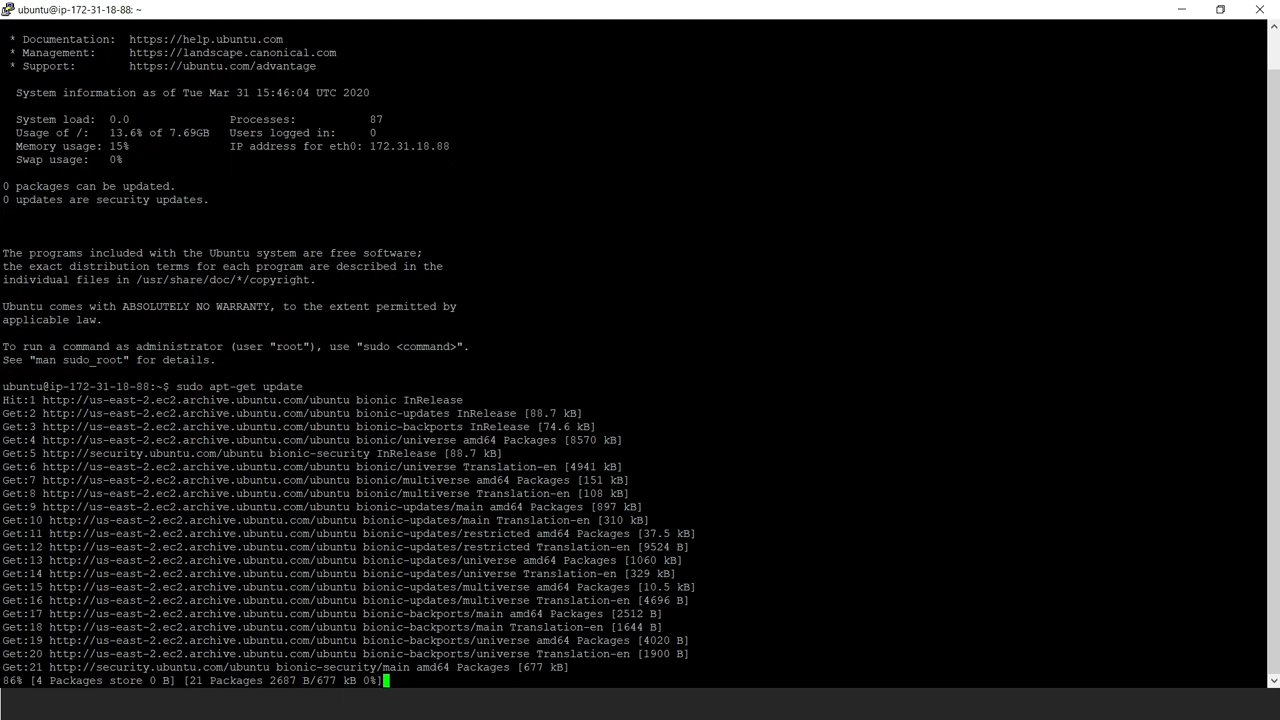 ubuntu@ip-172-31-18-88: ~
* Documentation:  https://help.ubuntu.com
* Management:     https://landscape.canonical.com
* Support:        https://ubuntu.com/advantage
System information as of Tue Mar 31 15:46:04 UTC 2020
System load:  0.0               Processes:           87
Usage of /:   13.6% of 7.69GB   Users logged in:     0
Memory usage: 15%               IP address for eth0: 172.31.18.88
Swap usage:   0%
0 packages can be updated.
0 updates are security updates.
The programs included with the Ubuntu system are free software;
the exact distribution terms for each program are described in the
individual files in /usr/share/doc/*/copyright.
Ubuntu comes with ABSOLUTELY NO WARRANTY, to the extent permitted by
applicable law.
To run a command as administrator (user "root"), use "sudo <command>".
See "man sudo_root" for details.
ubuntu@ip-172-31-18-88:~$ sudo apt-get update
Hit:1 http://us-east-2.ec2.archive.ubuntu.com/ubuntu bionic InRelease
Get:2 http://us-east-2.ec2.archive.ubuntu.com/ubuntu bionic-updates InRelease [88.7 kB]
Get:3 http://us-east-2.ec2.archive.ubuntu.com/ubuntu bionic-backports InRelease [74.6 kB]
Get:4 http://us-east-2.ec2.archive.ubuntu.com/ubuntu bionic/universe amd64 Packages [8570 kB]
Get:5 http://security.ubuntu.com/ubuntu bionic-security InRelease [88.7 kB]
Get:6 http://us-east-2.ec2.archive.ubuntu.com/ubuntu bionic/universe Translation-en [4941 kB]
Get:7 http://us-east-2.ec2.archive.ubuntu.com/ubuntu bionic/multiverse amd64 Packages [151 kB]
Get:8 http://us-east-2.ec2.archive.ubuntu.com/ubuntu bionic/multiverse Translation-en [108 kB]
Get:9 http://us-east-2.ec2.archive.ubuntu.com/ubuntu bionic-updates/main amd64 Packages [897 kB]
Get:10 http://us-east-2.ec2.archive.ubuntu.com/ubuntu bionic-updates/main Translation-en [310 kB]
Get:11 http://us-east-2.ec2.archive.ubuntu.com/ubuntu bionic-updates/restricted amd64 Packages [37.5 kB]
Get:12 http://us-east-2.ec2.archive.ubuntu.com/ubuntu bionic-updates/restricted Translation-en [9524 B]
Get:13 http://us-east-2.ec2.archive.ubuntu.com/ubuntu bionic-updates/universe amd64 Packages [1060 kB]
Get:14 http://us-east-2.ec2.archive.ubuntu.com/ubuntu bionic-updates/universe Translation-en [329 kB]
Get:15 http://us-east-2.ec2.archive.ubuntu.com/ubuntu bionic-updates/multiverse amd64 Packages [10.5 kB]
Get:16 http://us-east-2.ec2.archive.ubuntu.com/ubuntu bionic-updates/multiverse Translation-en [4696 B]
Get:17 http://us-east-2.ec2.archive.ubuntu.com/ubuntu bionic-backports/main amd64 Packages [2512 B]
Get:18 http://us-east-2.ec2.archive.ubuntu.com/ubuntu bionic-backports/main Translation-en [1644 B]
Get:19 http://us-east-2.ec2.archive.ubuntu.com/ubuntu bionic-backports/universe amd64 Packages [4020 B]
Get:20 http://us-east-2.ec2.archive.ubuntu.com/ubuntu bionic-backports/universe Translation-en [1900 B]
Get:21 http://security.ubuntu.com/ubuntu bionic-security/main amd64 Packages [677 kB]
86% [4 Packages store 0 B] [21 Packages 2687 B/677 kB 0%]